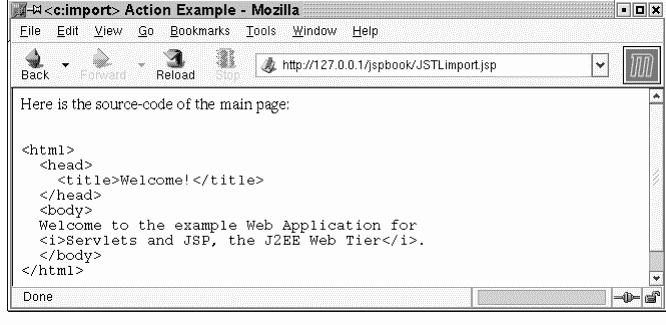 <c:import> Action Example - Mozilla
File Edit View Go Bookmarks Tools Window Help
Back Forward Reload Stop http://127.0.0.1/jspbook/JSTLimport.jsp m
Here is the source-code of the main page:
<html>
<head>
<title>Welcome!</title>
</head>
<body>
Welcome to the example Web Application for
<i>Servlets and JSP, the J2EE Web Tier</i>.
</body>
</html>
Done